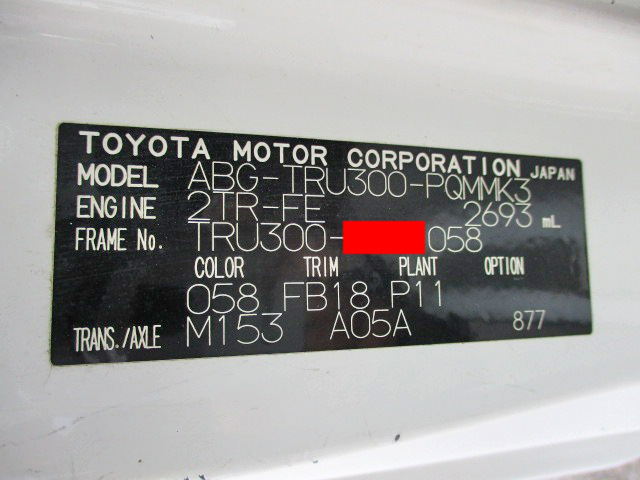 TOYOTA MOTOR CORPORATION JAPAN
MODEL ABG-TRU300-PQMMK3
ENGINE 2TR-FE 2693 mL
FRAME No. TRU300- 058
COLOR TRIM PLANT OPTION
058 FB18 P11
TRANS./AXLE M153 A05A 877